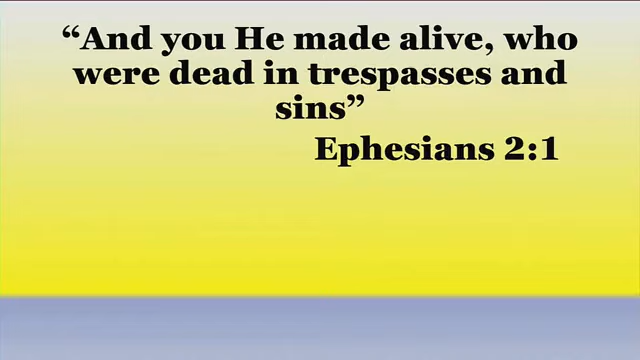 “And you He made alive, who
were dead in trespasses and
sins”
Ephesians 2:1